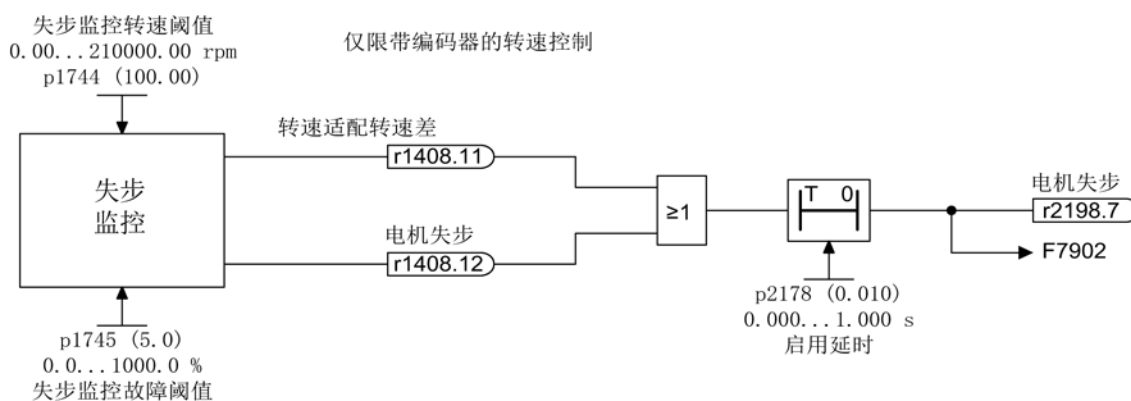 失步监控转速阈值
0.00...210000.00 rpm
p1744 (100.00)
仅限带编码器的转速控制
转速适配转速差
r1408.11
失步
监控
≥1
T 0
电机失步
r2198.7
电机失步
r1408.12
F7902
p1745 (5.0)
0.0...1000.0 %
失步监控故障阈值
p2178 (0.010)
0.000...1.000 s
启用延时